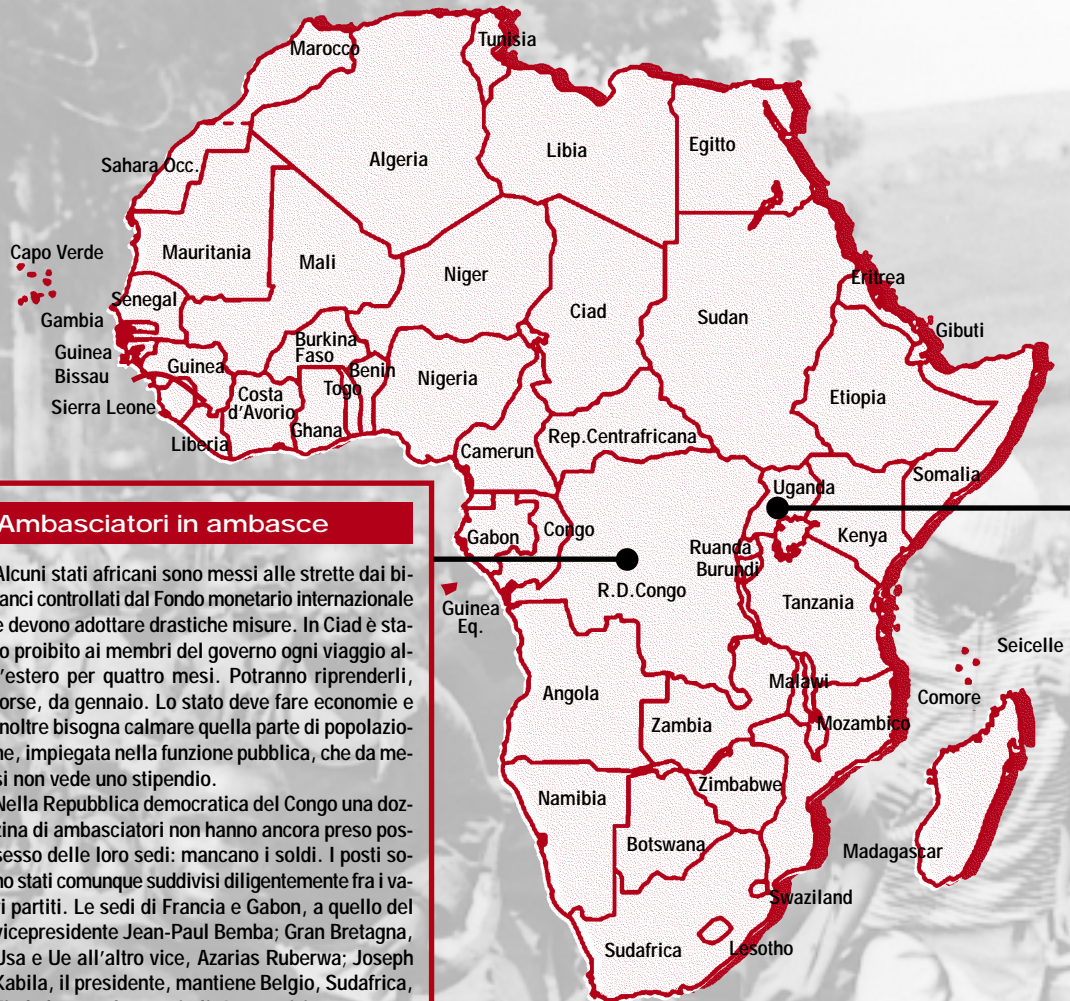 Marocco
Tunisia
Algeria
Libia
Egitto
Sahara Occ.
Capo Verde
Mauritania
Mali
Niger
Ciad
Sudan
Eritrea
Senegal
Gambia
Gibuti
Guinea
Bissau
Guinea
Burkina
Faso
Benin
Togo
Nigeria
Etiopia
Sierra Leone
Costa
d'Avorio
Ghana
Liberia
Camerun
Rep.Centrafricana
Somalia
Uganda
Gabon
Congo
Kenya
Ruanda
Burundi
R.D.Congo
Tanzania
Guinea
Eq.
Seicelle
Comore
Angola
Malawi
Zambia
Mozambico
Namibia
Zimbabwe
Botswana
Madagascar
Swaziland
Sudafrica
Lesotho
Ambasciatori in ambasce
Alcuni stati africani sono messi alle strette dai bi-
anci controllati dal Fondo monetario internazionale
e devono adottare drastiche misure. In Ciad è sta-
o proibito ai membri del governo ogni viaggio al-
'estero per quattro mesi. Potranno riprenderli,
orse, da gennaio. Lo stato deve fare economie e
noltre bisogna calmare quella parte di popolazio-
ne, impiegata nella funzione pubblica, che da me-
si non vede uno stipendio.
Nella Repubblica democratica del Congo una doz-
zina di ambasciatori non hanno ancora preso pos-
sesso delle loro sedi: mancano i soldi. I posti so-
no stati comunque suddivisi diligentemente fra i va-
ri partiti. Le sedi di Francia e Gabon, a quello del
vicepresidente Jean-Paul Bemba; Gran Bretagna,
Usa e Ue all'altro vice, Azarias Ruberwa; Joseph
Kabila, il presidente, mantiene Belgio, Sudafrica,